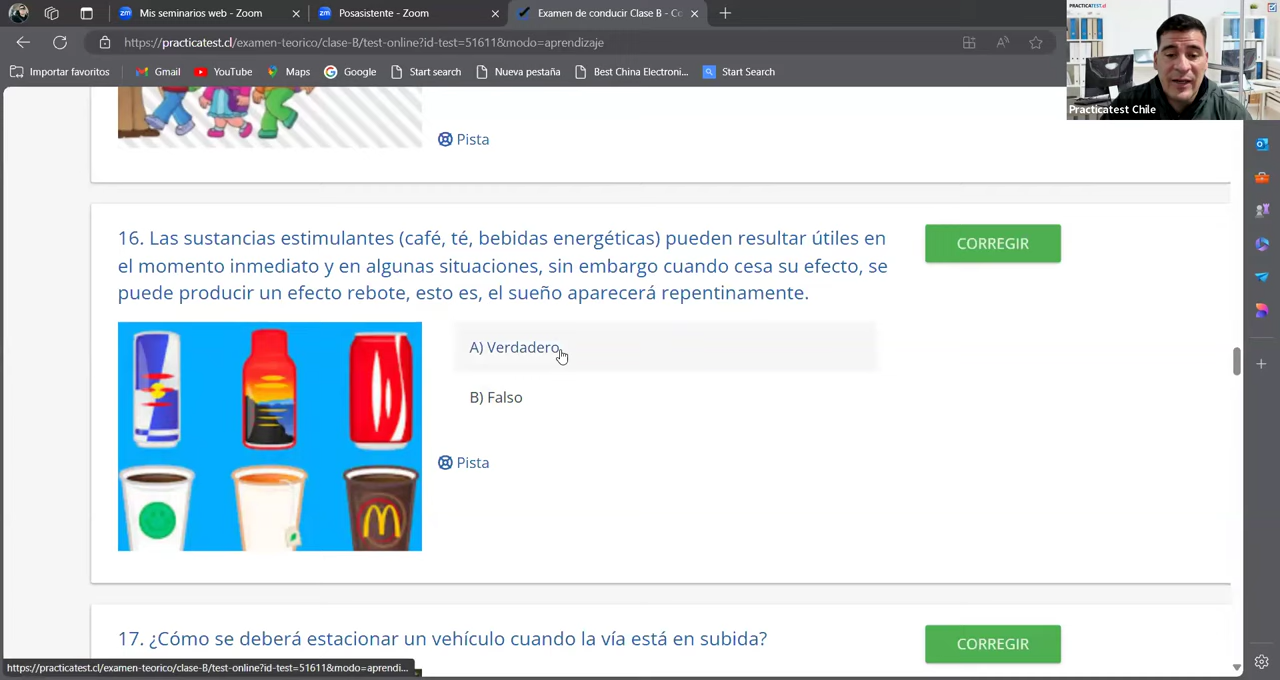 Mis seminarios web - Zoom
Posasistente - Zoom
Examen de conducir Clase B - Co
https://practicatest.cl/examen-teorico/clase-B/test-online?id-test=51611&modo=aprendizaje
Importar favoritos
Gmail
YouTube
Maps
Google
Start search
Nueva pestaña
Best China Electroni...
Start Search
PRACTICATEST.cl
Practicatest Chile
Pista
16. Las sustancias estimulantes (café, té, bebidas energéticas) pueden resultar útiles en
el momento inmediato y en algunas situaciones, sin embargo cuando cesa su efecto, se
puede producir un efecto rebote, esto es, el sueño aparecerá repentinamente.
CORREGIR
A) Verdadero
B) Falso
Pista
17. ¿Cómo se deberá estacionar un vehículo cuando la vía está en subida?
CORREGIR
https://practicatest.cl/examen-teorico/clase-B/test-online?id-test=51611&modo=aprendi...